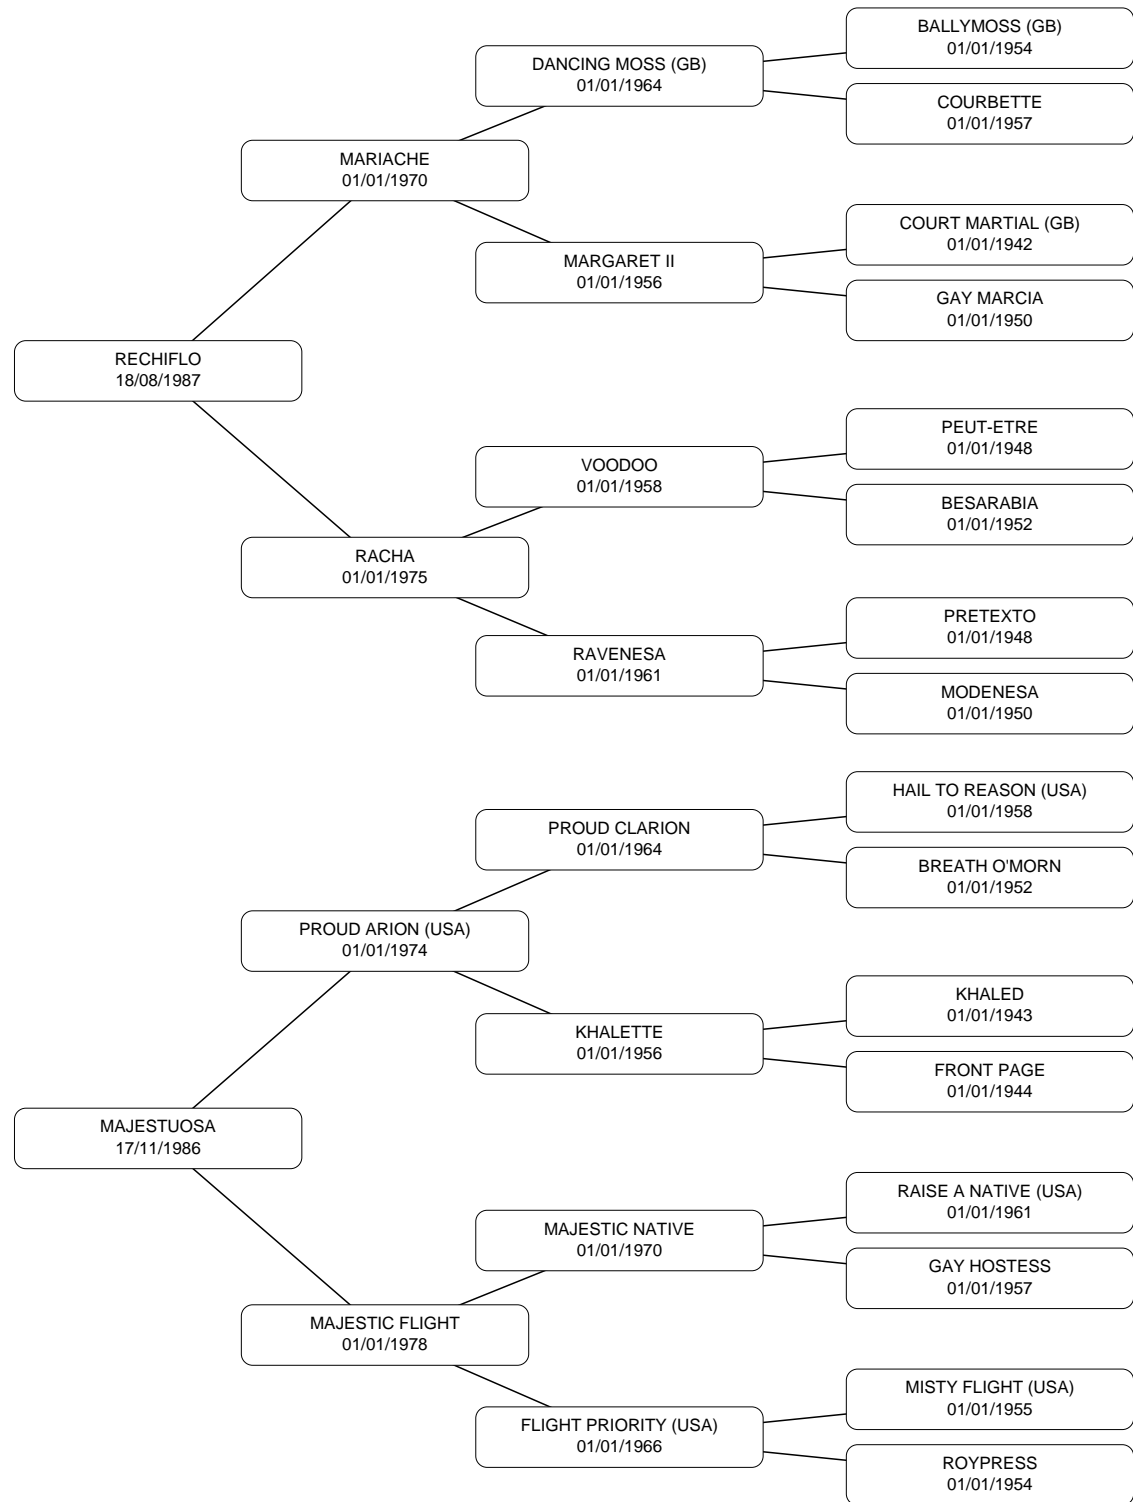 BALLYMOSS (GB)
01/01/1954
DANCING MOSS (GB)
01/01/1964
COURBETTE
01/01/1957
MARIACHE
01/01/1970
COURT MARTIAL (GB)
01/01/1942
MARGARET II
01/01/1956
GAY MARCIA
01/01/1950
RECHIFLO
18/08/1987
PEUT-ETRE
01/01/1948
VOODOO
01/01/1958
BESARABIA
01/01/1952
RACHA
01/01/1975
PRETEXTO
01/01/1948
RAVENESA
01/01/1961
MODENESA
01/01/1950
HAIL TO REASON (USA)
01/01/1958
PROUD CLARION
01/01/1964
BREATH O'MORN
01/01/1952
PROUD ARION (USA)
01/01/1974
KHALED
01/01/1943
KHALETTE
01/01/1956
FRONT PAGE
01/01/1944
MAJESTUOSA
17/11/1986
RAISE A NATIVE (USA)
01/01/1961
MAJESTIC NATIVE
01/01/1970
GAY HOSTESS
01/01/1957
MAJESTIC FLIGHT
01/01/1978
MISTY FLIGHT (USA)
01/01/1955
FLIGHT PRIORITY (USA)
01/01/1966
ROYPRESS
01/01/1954